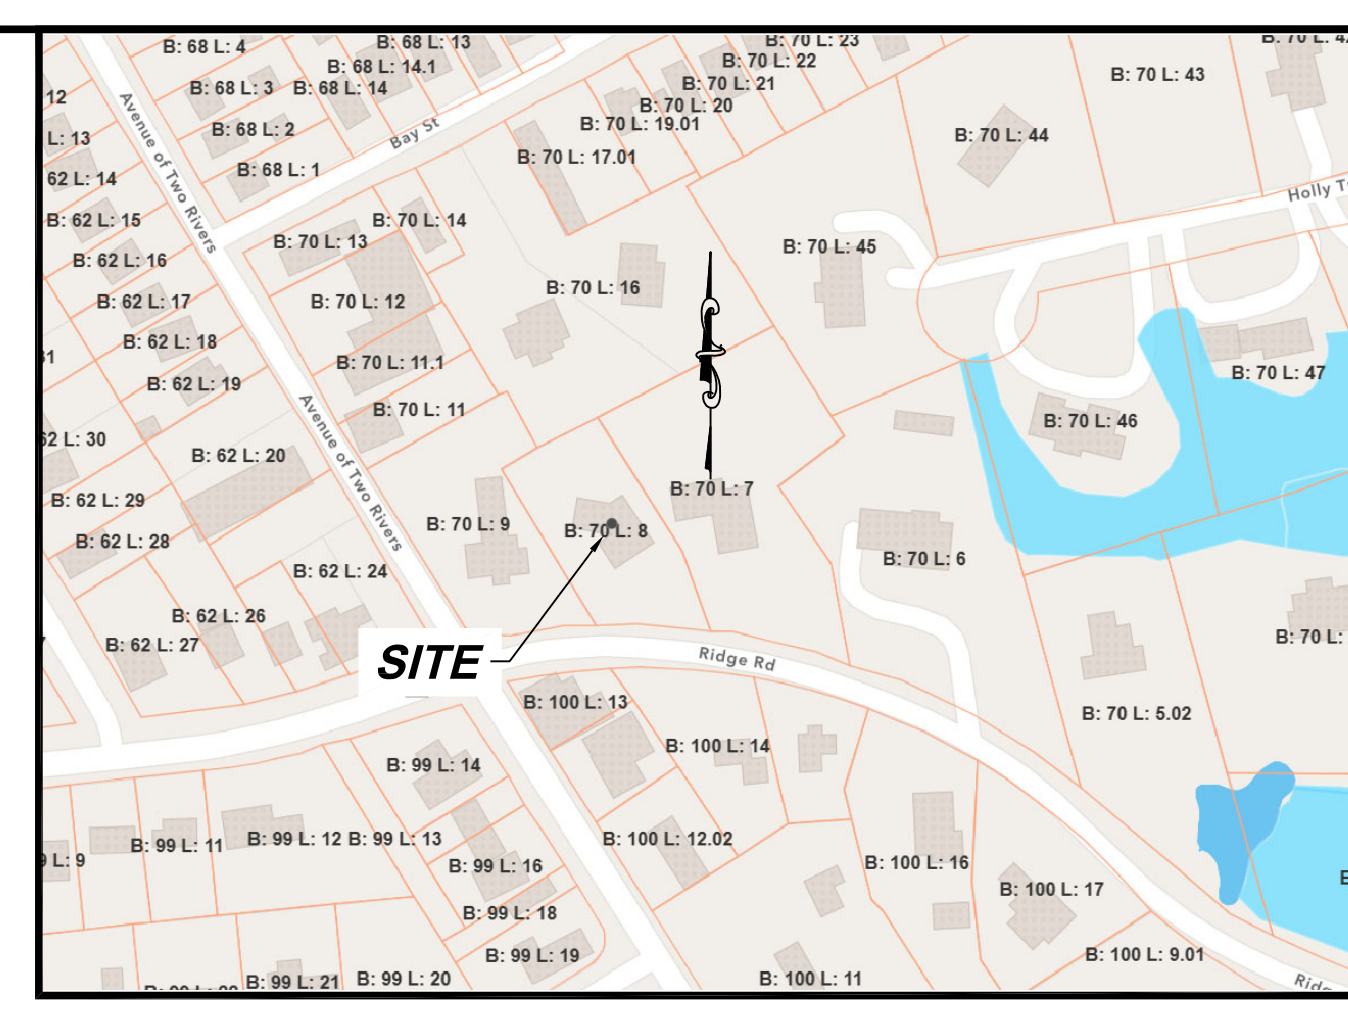 B: 68 L: 4
B: 68 L: 13
B: 70 L: 23
B: 68 L: 14.1
B: 70 L: 22
B: 70 L: 43
B: 68 L: 3
B: 68 L: 14
B: 70 L: 21
12
B: 70 L: 20
B: 68 L: 2
Bay St
B: 70 L: 19.01
B: 70 L: 44
L: 13
B: 70 L: 17.01
B: 68 L: 1
62 L: 14
Avenue of Two Rivers
Holly
B: 62 L: 15
B: 70 L: 14
B: 70 L: 13
B: 70 L: 45
B: 62 L: 16
B: 70 L: 16
B: 62 L: 17
B: 70 L: 12
B: 62 L: 18
B: 70 L: 11.1
B: 70 L: 47
B: 62 L: 19
B: 70 L: 11
B: 70 L: 46
62 L: 30
B: 62 L: 20
Avenue of Two Rivers
B: 70 L: 7
B: 62 L: 29
B: 70 L: 9
B: 70 L: 8
B: 62 L: 28
B: 70 L: 6
B: 62 L: 24
B: 62 L: 26
B: 62 L: 27
B: 70 L:
SITE
Ridge Rd
B: 100 L: 13
B: 70 L: 5.02
B: 100 L: 14
B: 99 L: 14
B: 99 L: 11
B: 99 L: 12
B: 99 L: 13
B: 100 L: 12.02
L: 9
B: 99 L: 16
B: 100 L: 16
B: 100 L: 17
B: 99 L: 18
B: 99 L: 19
B: 100 L: 9.01
B: 99 L: 21
B: 99 L: 20
B: 100 L: 11